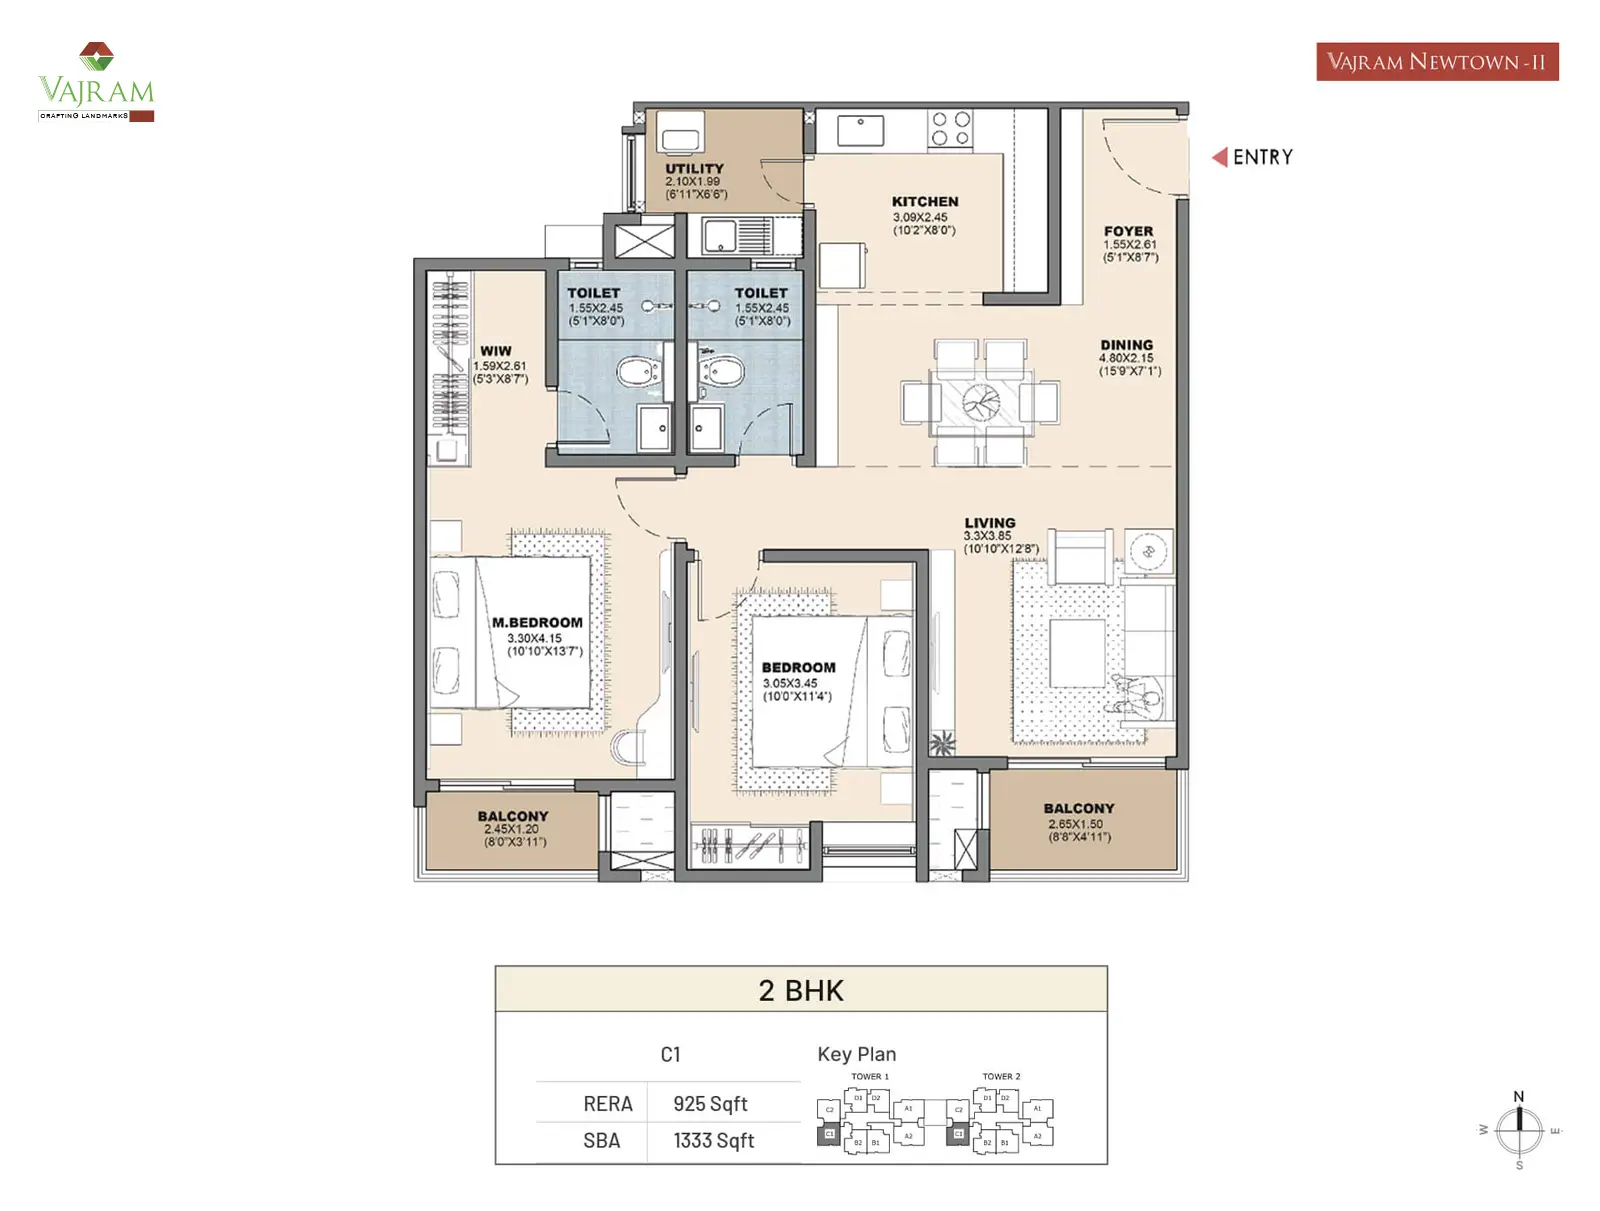 VAJRAM
CRAFTING LANDMARKS
VAJRAM NEWTOWN -II
ENTRY
UTILITY
2.10X1.99
(6'11"X6'6")
KITCHEN
3.09X2.45
(10'2"X8'0")
FOYER
1.55X2.61
(5'1"X8'7")
TOILET
1.55X2.45
(5'1"X8'0")
TOILET
1.55X2.45
(5'1"X8'0")
WIW
1.59X2.61
(5'3"X8'7")
DINING
4.80X2.15
(15'9"X7'1")
LIVING
3.3X3.85
(10'10"X12'8")
M.BEDROOM
3.30X4.15
(10'10"X13'7")
BEDROOM
3.05X3.45
(10'0"X11'4")
BALCONY
2.45X1.20
(8'0"X3'11")
BALCONY
2.65X1.50
(8'8"X4'11")
2 BHK
C1
RERA 925 Sqft
SBA 1333 Sqft
Key Plan
TOWER 1
D1 D2
C2 A1
C1 B2 B1 A2
TOWER 2
D1 D2
C2 A1
C1 B2 B1 A2
N
W E
S